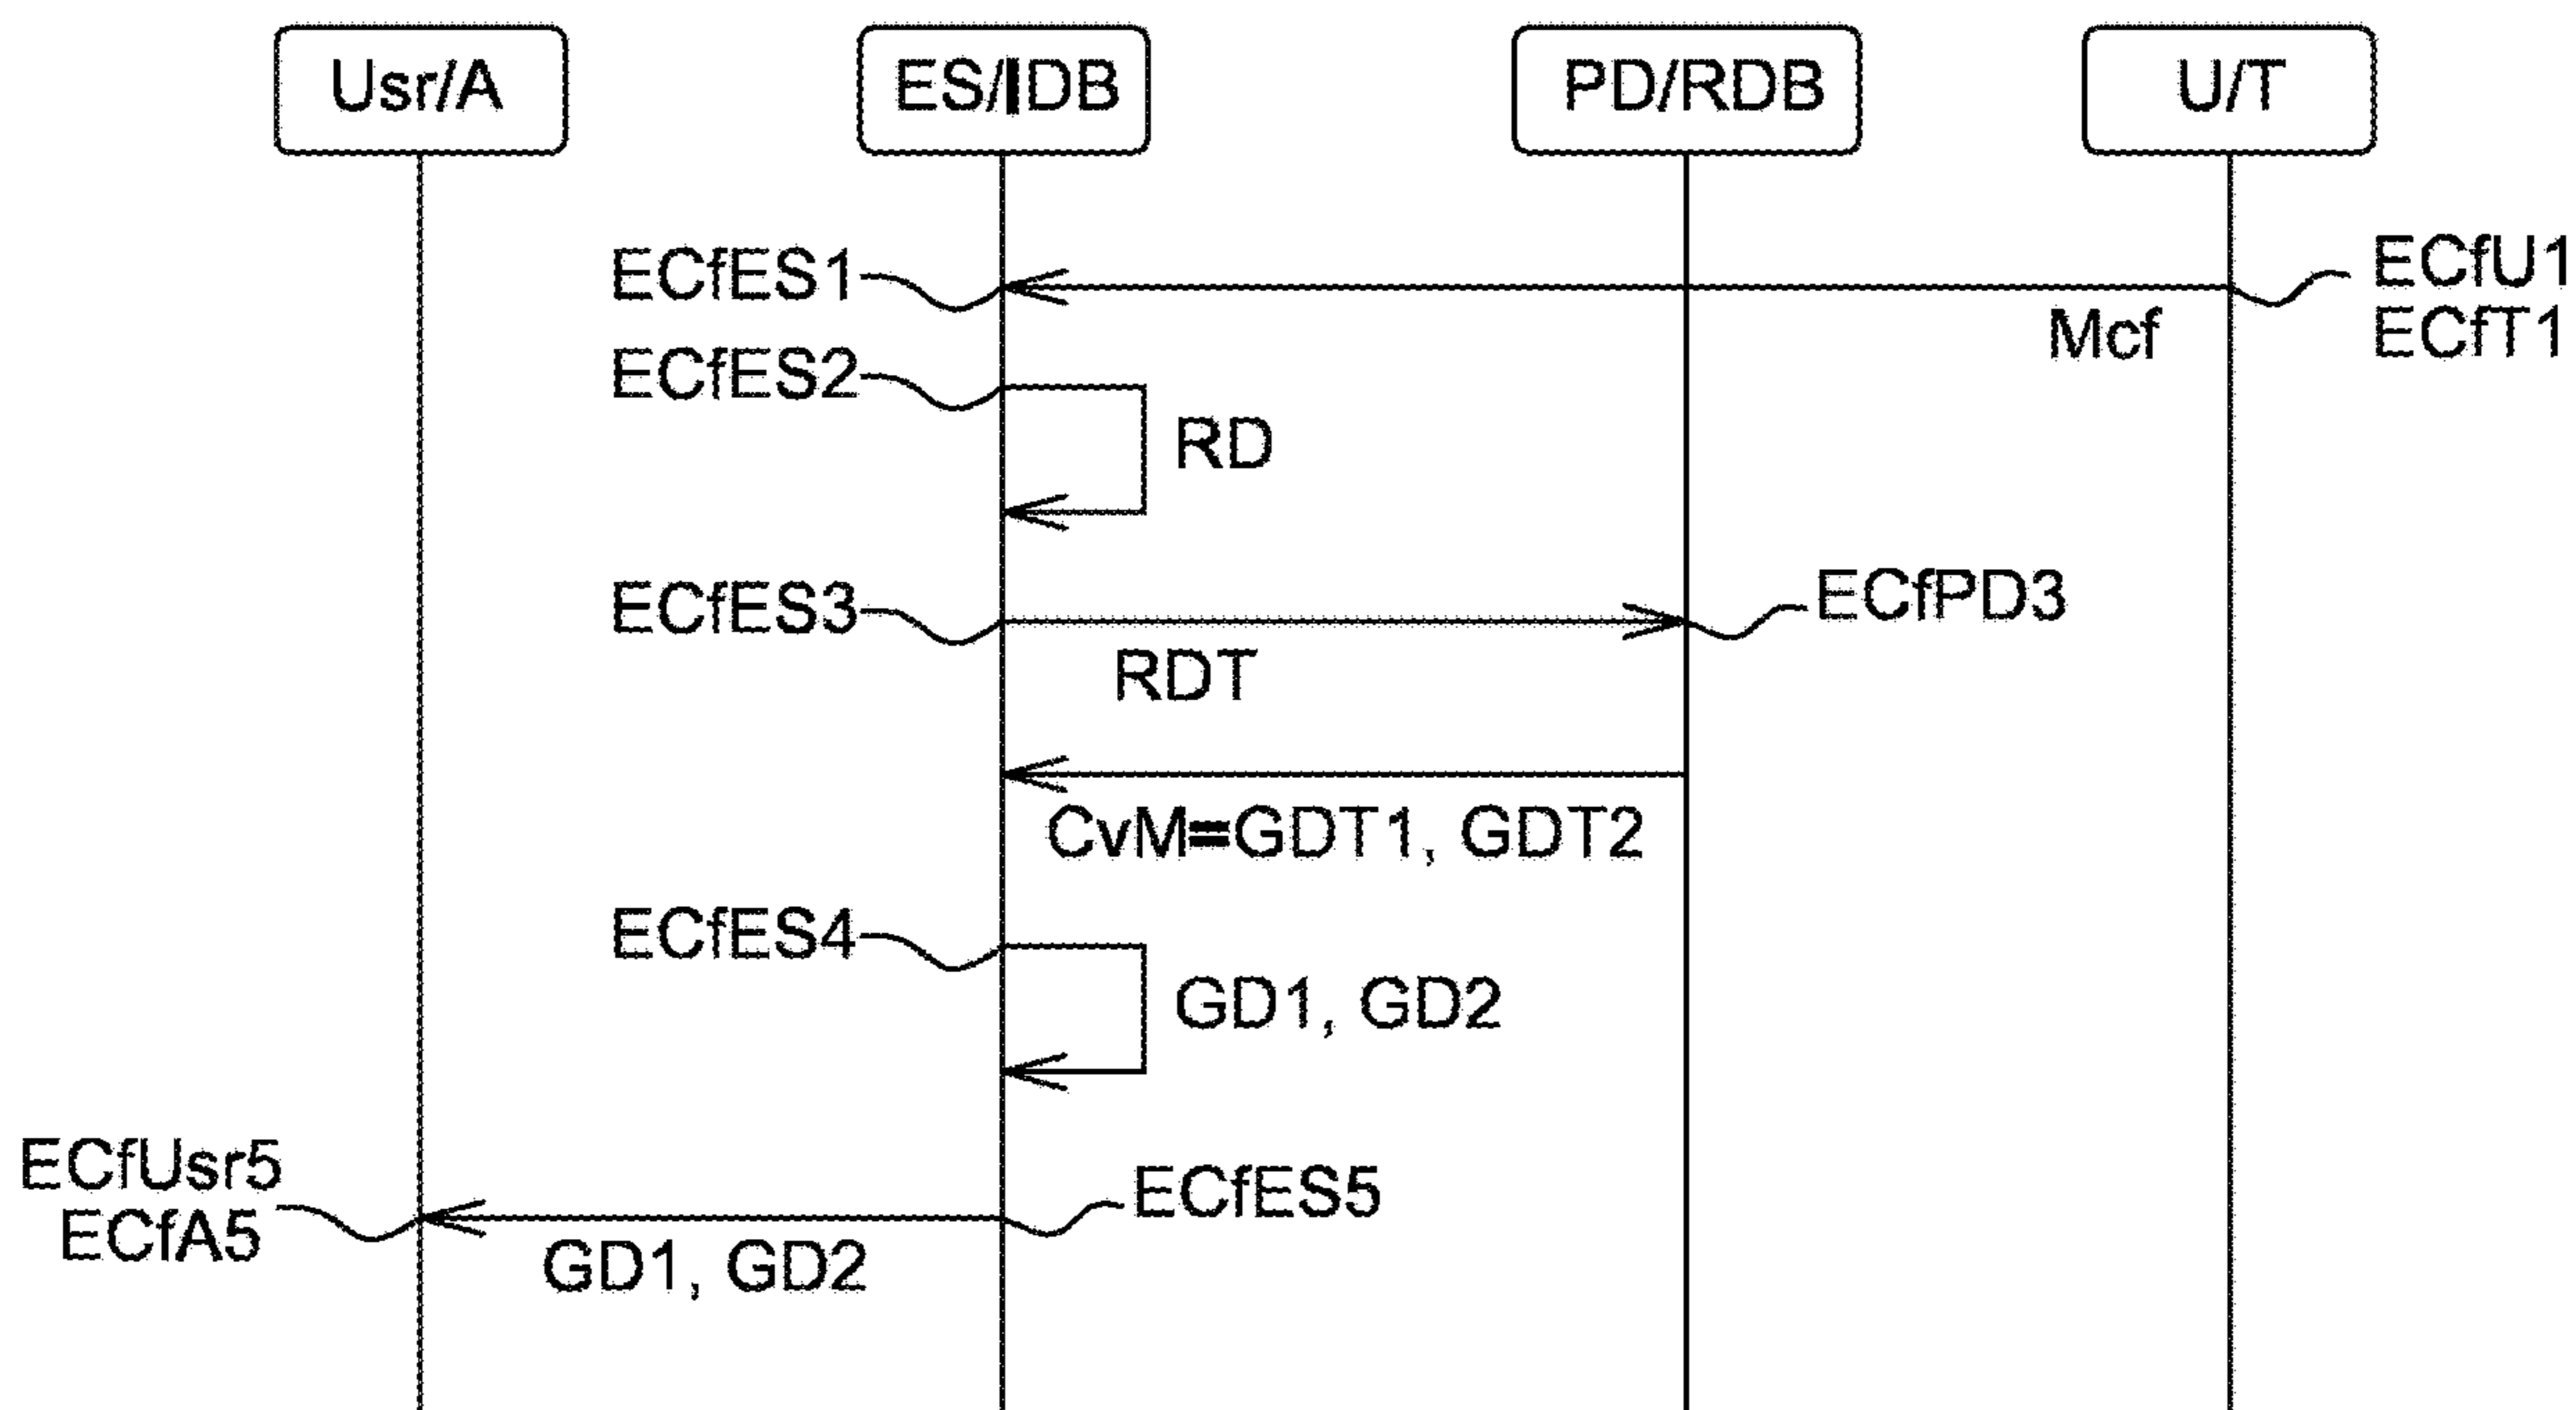 Usr/A
ES/IDB
PD/RDB
U/T
ECfES1
ECfU1
ECfT1
Mcf
ECfES2
RD
ECfES3
ECfPD3
RDT
CvM=GDT1, GDT2
ECfES4
GD1, GD2
ECfUsr5
ECfA5
ECfES5
GD1, GD2